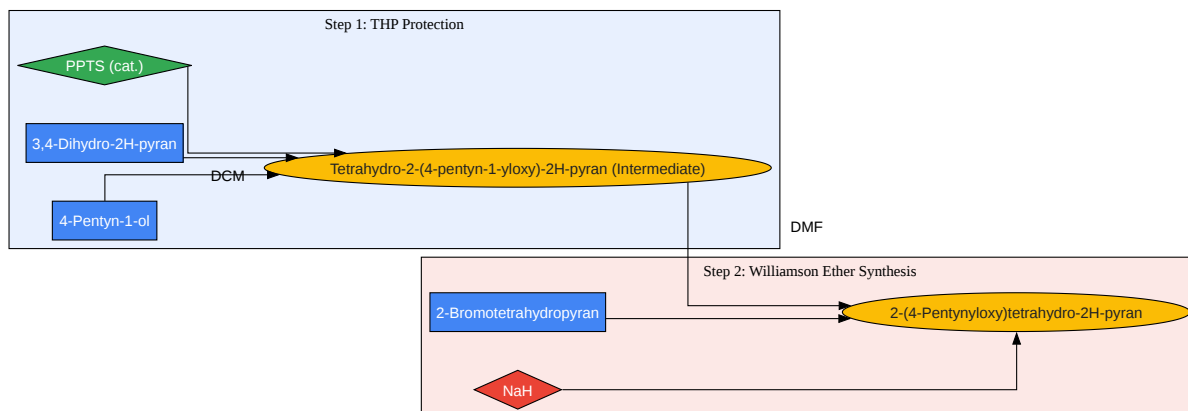 Step 1: THP Protection
PPTS (cat.)
3,4-Dihydro-2H-pyran
Tetrahydro-2-(4-pentyn-1-yloxy)-2H-pyran (Intermediate)
DCM
4-Pentyn-1-ol
DMF
Step 2: Williamson Ether Synthesis
2-Bromotetrahydropyran
2-(4-Pentynyloxy)tetrahydro-2H-pyran
NaH